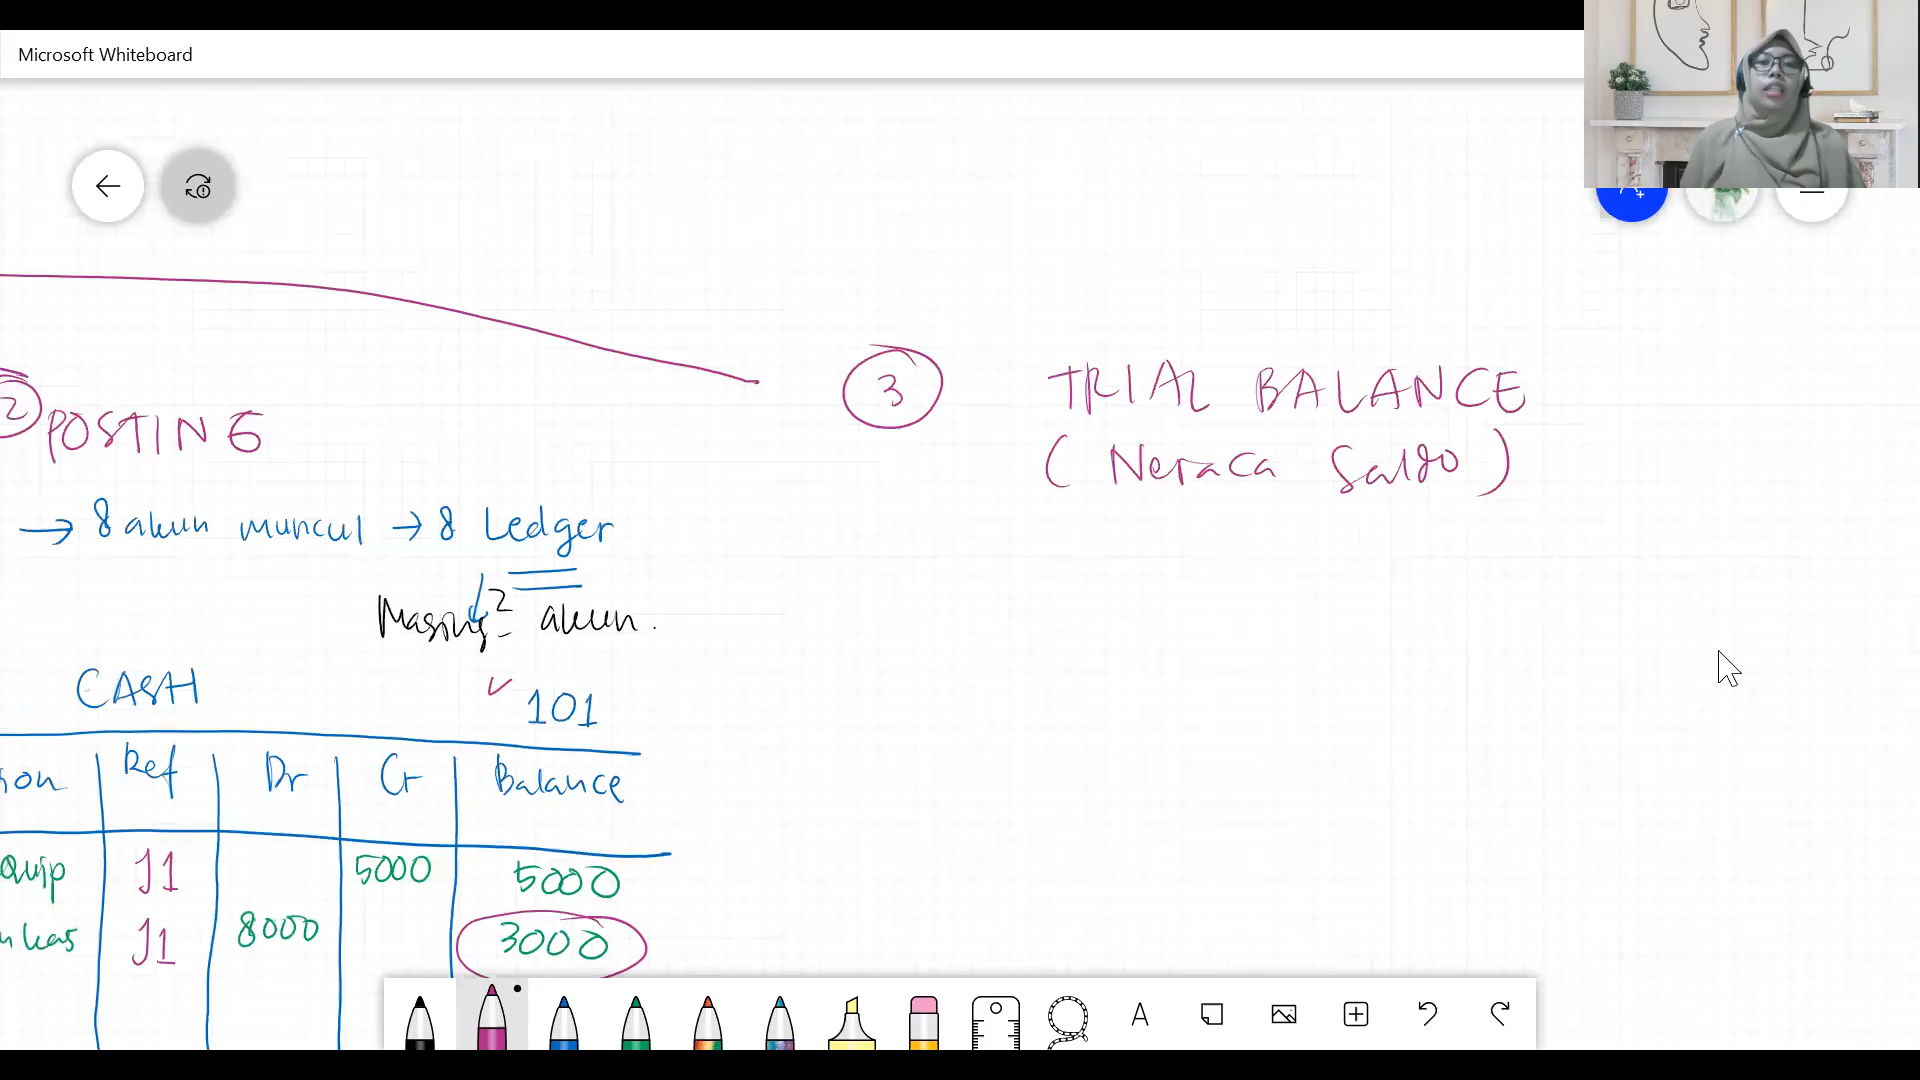 Microsoft Whiteboard
2 POSTING
→ 8 akun muncul → 8 Ledger
Masing2 akun.
CASH ✓ 101
Ref Dr Cr Balance
J1 5000 5000
J1 8000 3000
3 TRIAL BALANCE
(Neraca Saldo)
A